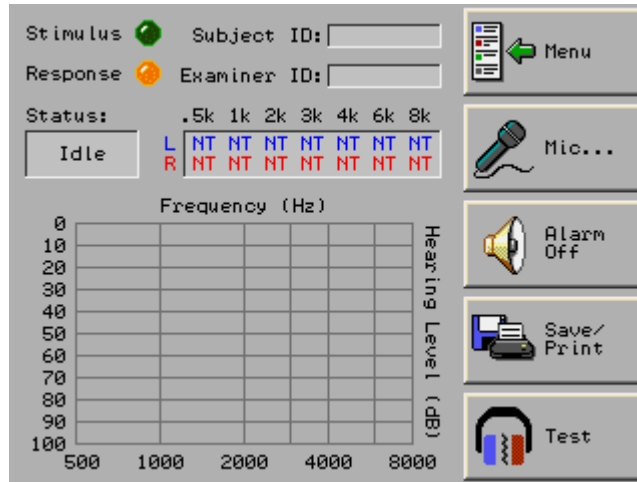 Stimulus Subject ID:
Response Examiner ID:
Status: .5k 1k 2k 3k 4k 6k 8k
Idle
L NT NT NT NT NT NT NT
R NT NT NT NT NT NT NT
Frequency (Hz)
0
10
20
30
40
50
60
70
80
90
100
500 1000 2000 4000 8000
Hearing Level (dB)
Menu
Mic...
Alarm
Off
Save/
Print
Test